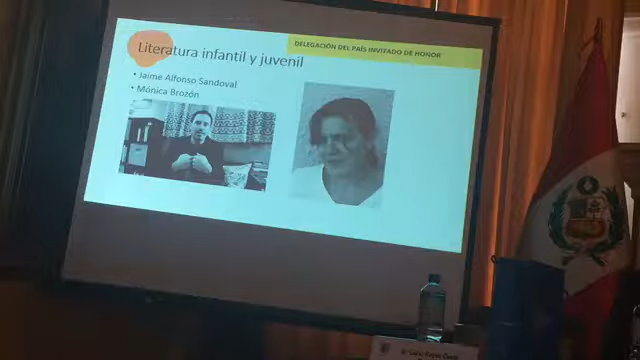 DELEGACIÓN DEL PAÍS INVITADO DE HONOR
Literatura infantil y juvenil
• Jaime Alfonso Sandoval
• Mónica Brozón